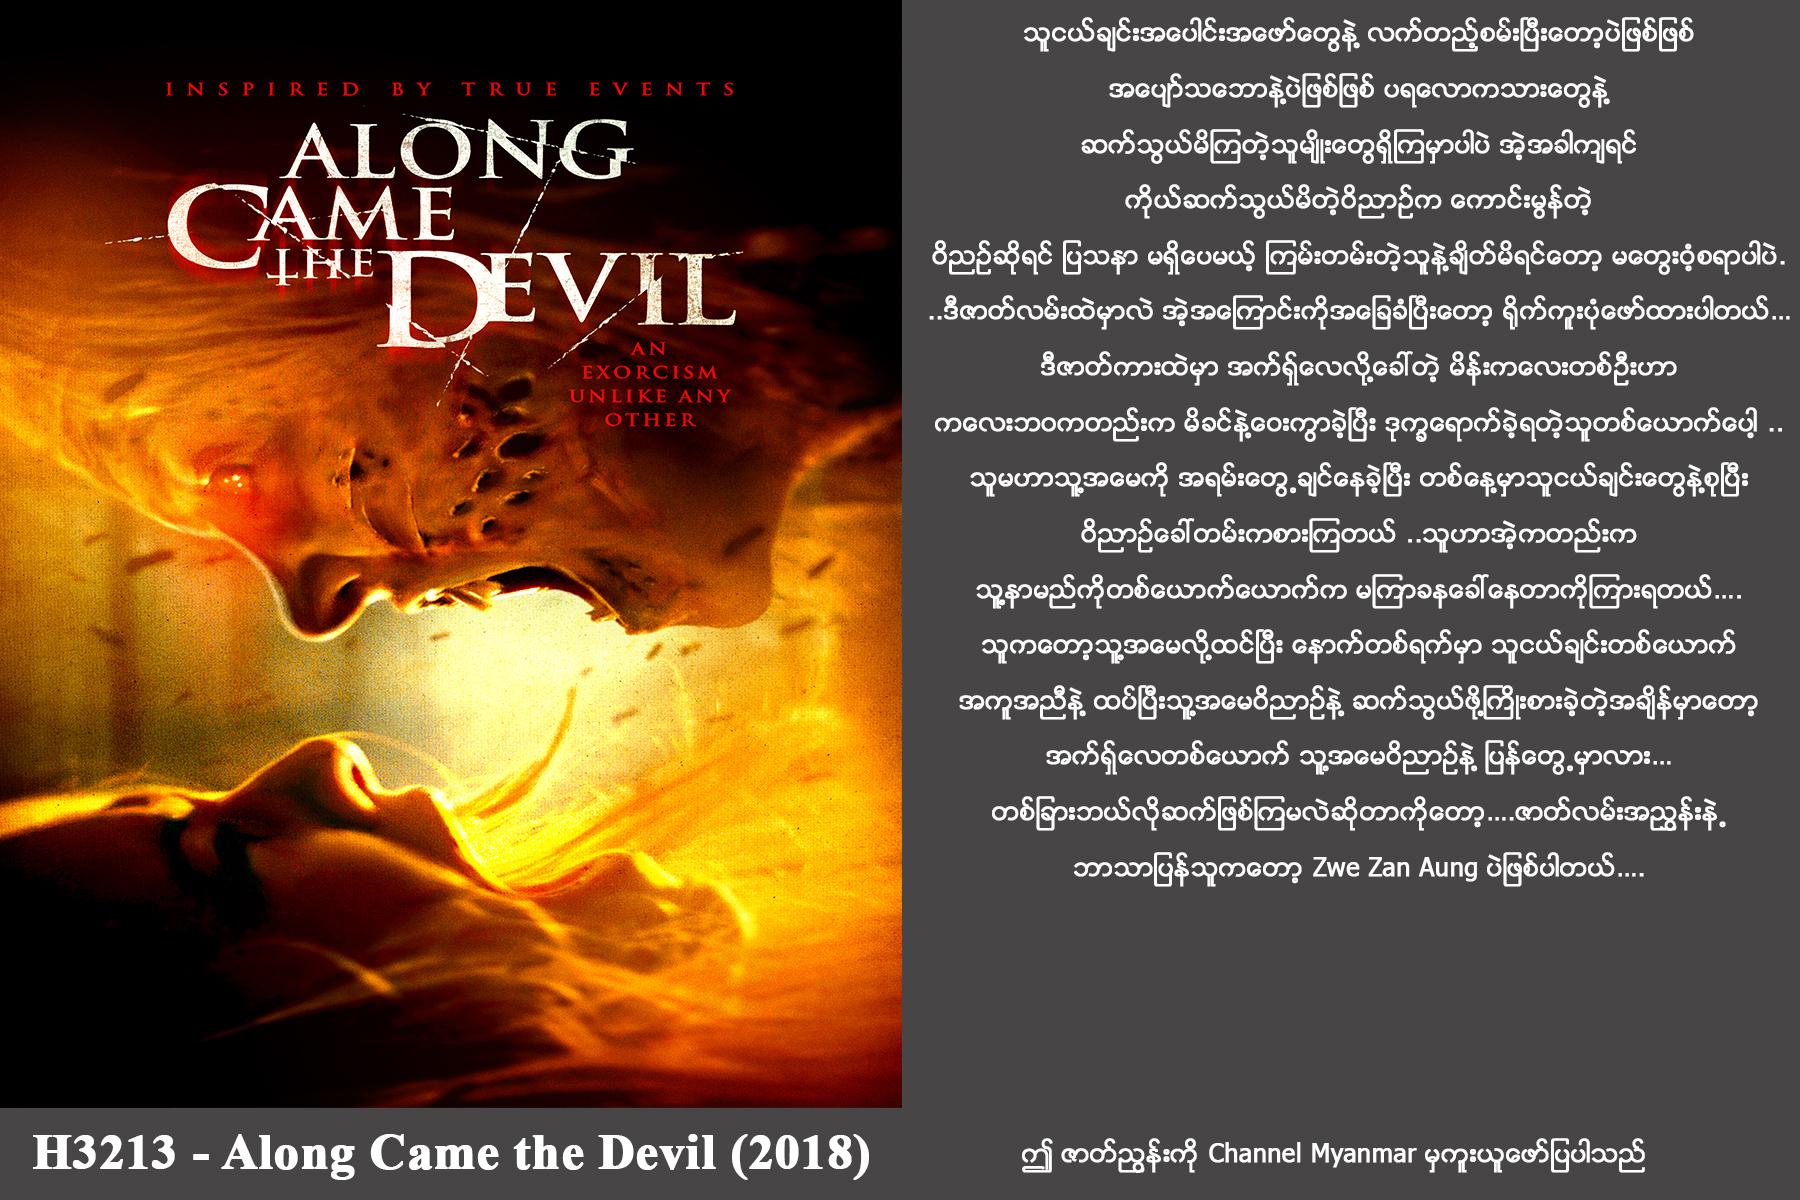 INSPIRED BY TRUE EVENTS
ALONG
CAME
THE DEVIL
AN
EXORCISM
UNLIKE ANY
OTHER
H3213 - Along Came the Devil (2018)
သူငယ်ချင်းအပေါင်းအဖော်တွေနဲ့ လက်တည့်စမ်းပြီးတော့ပဲဖြစ်ဖြစ်
အပျော်သဘောနဲ့ပဲဖြစ်ဖြစ် ပရလောကသားတွေနဲ့
ဆက်သွယ်မိကြတဲ့သူမျိုးတွေရှိကြမှာပါပဲ အဲ့အခါကျရင်
ကိုယ်ဆက်သွယ်မိတဲ့ဝိညာဉ်က ကောင်းမွန်တဲ့
ဝိညဉ်ဆိုရင် ပြသနာ မရှိပေမယ့် ကြမ်းတမ်းတဲ့သူနဲ့ချိတ်မိရင်တော့ မတွေးဝံ့စရာပါပဲ.
..ဒီဇာတ်လမ်းထဲမှာလဲ အဲ့အကြောင်းကိုအခြေခံပြီးတော့ ရိုက်ကူးပုံဖော်ထားပါတယ်...
ဒီဇာတ်ကားထဲမှာ အက်ရှ်လေလို့ခေါ်တဲ့ မိန်းကလေးတစ်ဦးဟာ
ကလေးဘဝကတည်းက မိခင်နဲ့ဝေးကွာခဲ့ပြီး ဒုက္ခရောက်ခဲ့ရတဲ့သူတစ်ယောက်ပေါ့ ..
သူမဟာသူ့အမေကို အရမ်းတွေ့ချင်နေခဲ့ပြီး တစ်နေ့မှာသူငယ်ချင်းတွေနဲ့စုပြီး
ဝိညာဉ်ခေါ်တမ်းကစားကြတယ် ..သူဟာအဲ့ကတည်းက
သူ့နာမည်ကိုတစ်ယောက်ယောက်က မကြာခနခေါ်နေတာကိုကြားရတယ်....
သူကတော့သူ့အမေလို့ထင်ပြီး နောက်တစ်ရက်မှာ သူငယ်ချင်းတစ်ယောက်
အကူအညီနဲ့ ထပ်ပြီးသူ့အမေဝိညာဉ်နဲ့ ဆက်သွယ်ဖို့ကြိုးစားခဲ့တဲ့အချိန်မှာတော့
အက်ရှ်လေတစ်ယောက် သူ့အမေဝိညာဉ်နဲ့ ပြန်တွေ့မှာလား...
တစ်ခြားဘယ်လိုဆက်ဖြစ်ကြမလဲဆိုတာကိုတော့....ဇာတ်လမ်းအညွှန်းနဲ့
ဘာသာပြန်သူကတော့ Zwe Zan Aung ပဲဖြစ်ပါတယ်....
ဤ ဇာတ်ညွှန်းကို Channel Myanmar မှကူးယူဖော်ပြပါသည်